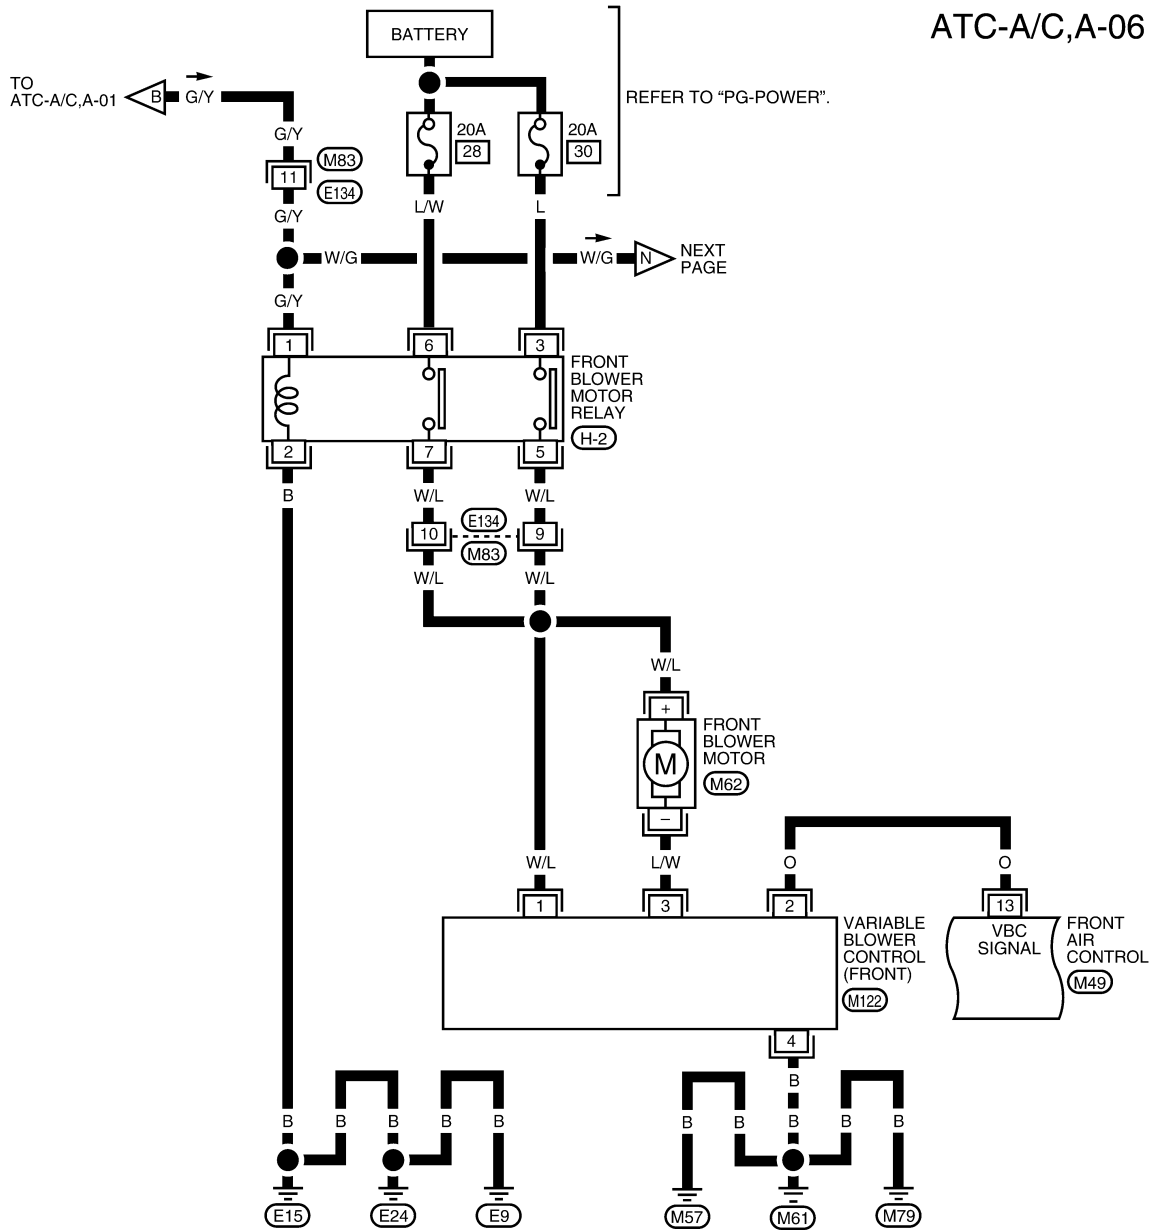 ATC-A/C,A-06
BATTERY
REFER TO “PG-POWER”.
TO
ATC-A/C,A-01
B
G/Y
G/Y
11
M83
E134
G/Y
20A
28
20A
30
L/W
L
W/G
W/G
N
NEXT
PAGE
G/Y
1
6
3
FRONT
BLOWER
MOTOR
RELAY
H-2
2
7
5
B
W/L
W/L
10
E134
M83
9
W/L
W/L
W/L
+
FRONT
BLOWER
MOTOR
M62
M
–
W/L
L/W
O
O
1
3
2
13
VBC
SIGNAL
VARIABLE
BLOWER
CONTROL
(FRONT)
M122
FRONT
AIR
CONTROL
M49
4
B
B
B
B
B
B
B
B
B
B
B
E15
E24
E9
M57
M61
M79